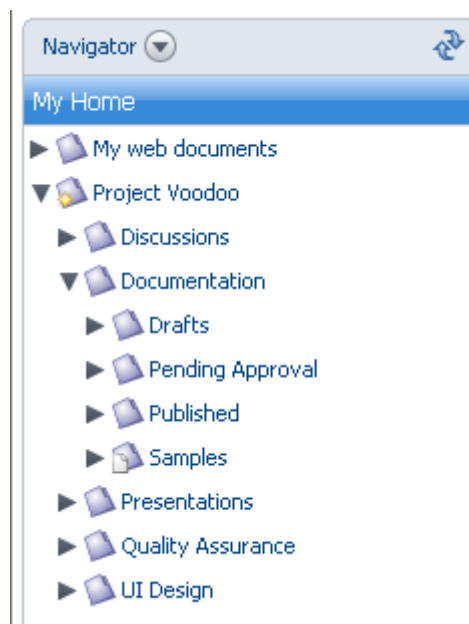 Navigator
My Home
My web documents
Project Voodoo
Discussions
Documentation
Drafts
Pending Approval
Published
Samples
Presentations
Quality Assurance
UI Design